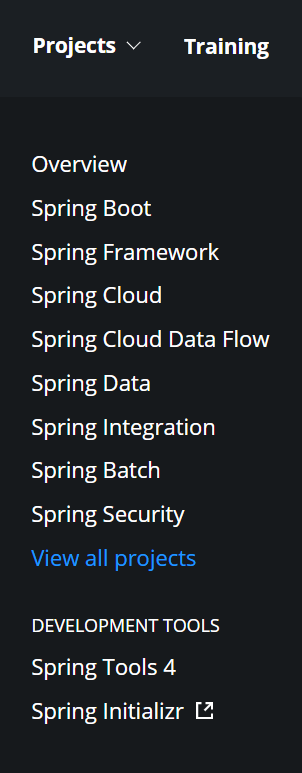 Projects Training
Overview
Spring Boot
Spring Framework
Spring Cloud
Spring Cloud Data Flow
Spring Data
Spring Integration
Spring Batch
Spring Security
View all projects
DEVELOPMENT TOOLS
Spring Tools 4
Spring Initializr